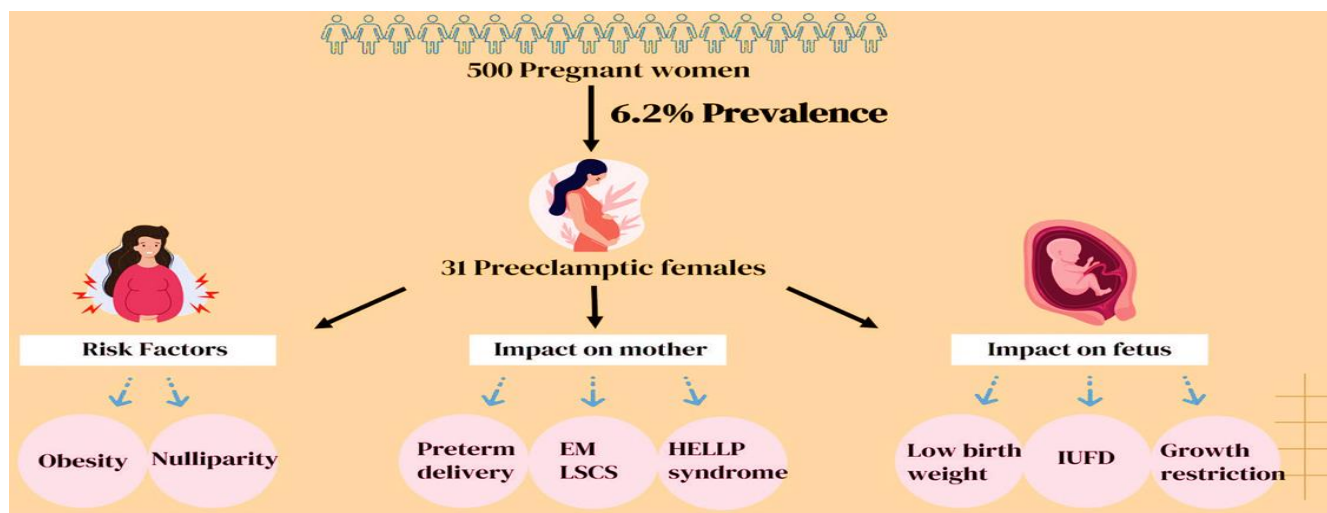 500 Pregnant women
6.2% Prevalence
31 Preeclamptic females
Risk Factors
Obesity
Nulliparity
Impact on mother
Preterm
delivery
EM
LSCS
HELLP
syndrome
Impact on fetus
Low birth
weight
IUFD
Growth
restriction